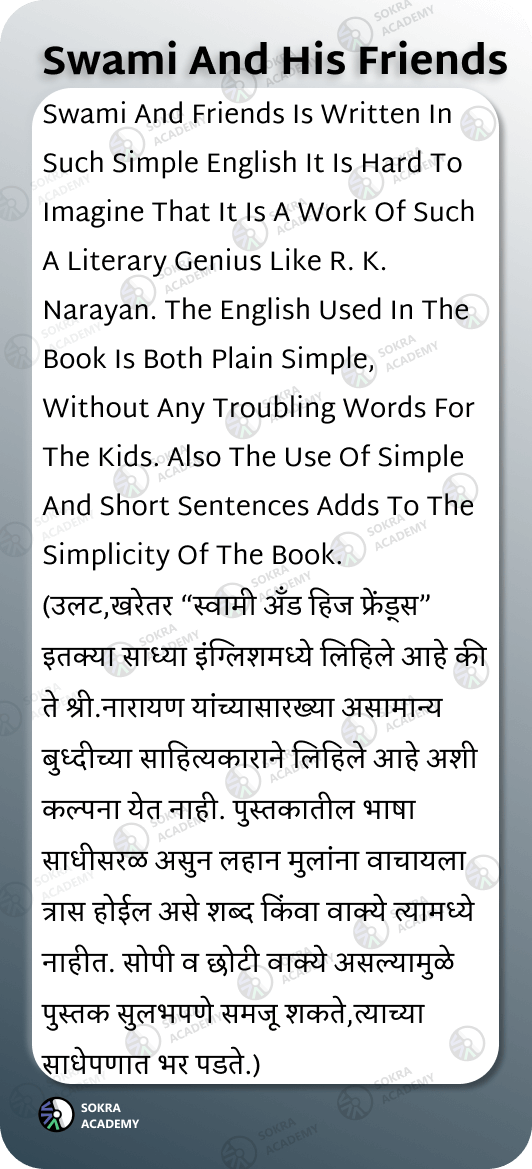 Swami And His Friends
Swami And Friends Is Written In
Such Simple English It Is Hard To
Imagine That It Is A Work Of Such
A Literary Genius Like R. K.
Narayan. The English Used In The
Book Is Both Plain Simple,
Without Any Troubling Words For
The Kids. Also The Use Of Simple
And Short Sentences Adds To The
Simplicity Of The Book.
(उलट,खरेतर “स्वामी अँड हिज फ्रेंड्स”
इतक्या साध्या इंग्लिशमध्ये लिहिले आहे की
ते श्री.नारायण यांच्यासारख्या असामान्य
बुध्दीच्या साहित्यकाराने लिहिले आहे अशी
कल्पना येत नाही. पुस्तकातील भाषा
साधीसरळ असुन लहान मुलांना वाचायला
त्रास होईल असे शब्द किंवा वाक्ये त्यामध्ये
नाहीत. सोपी व छोटी वाक्ये असल्यामुळे
पुस्तक सुलभपणे समजू शकते,त्याच्या
साधेपणात भर पडते.)
SOKRA
ACADEMY